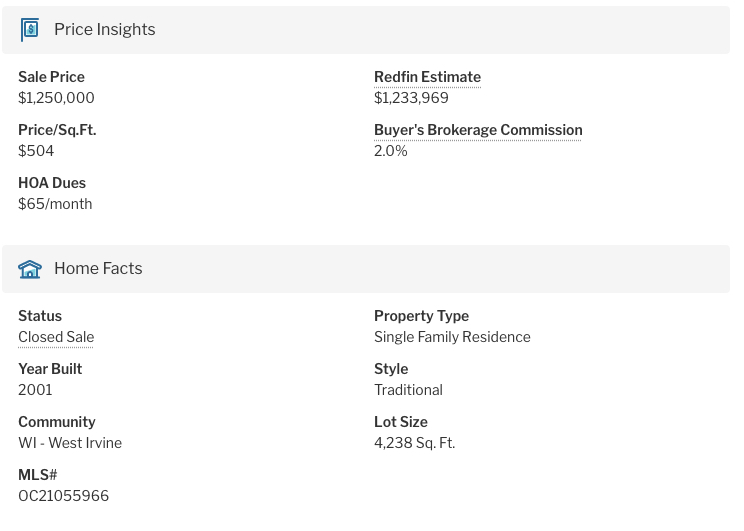 Price Insights
Sale Price
$1,250,000
Redfin Estimate
$1,233,969
Price/Sq.Ft.
$504
Buyer's Brokerage Commission
2.0%
HOA Dues
$65/month
Home Facts
Status
Closed Sale
Property Type
Single Family Residence
Year Built
2001
Style
Traditional
Community
WI - West Irvine
Lot Size
4,238 Sq. Ft.
MLS#
OC21055966